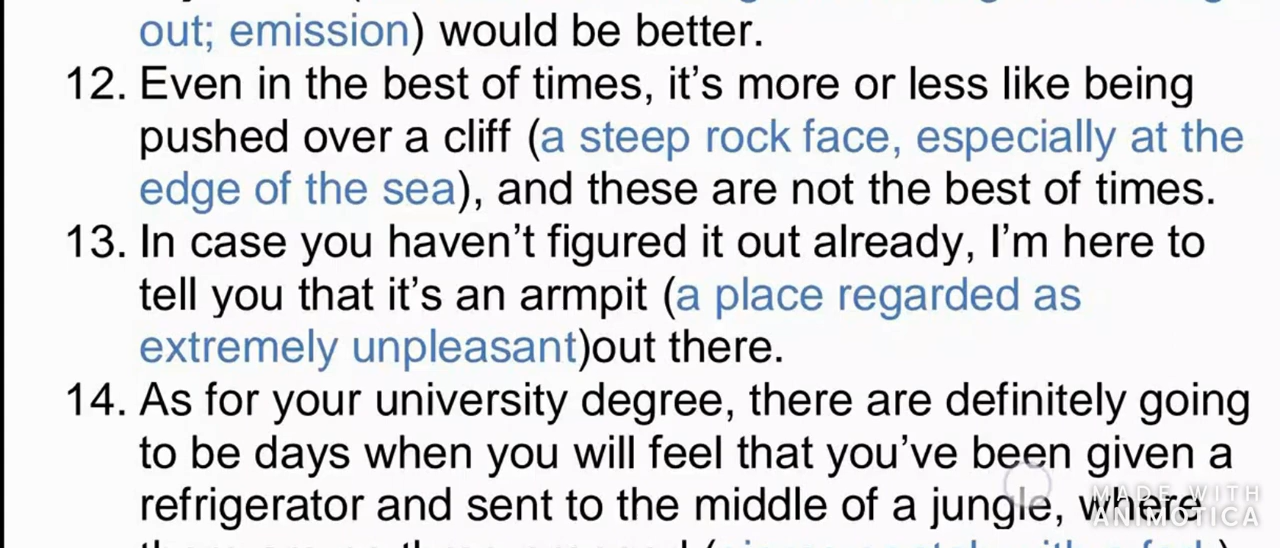 out; emission) would be better.
12. Even in the best of times, it's more or less like being
pushed over a cliff (a steep rock face, especially at the
edge of the sea), and these are not the best of times.
13. In case you haven't figured it out already, I'm here to
tell you that it's an armpit (a place regarded as
extremely unpleasant)out there.
14. As for your university degree, there are definitely going
to be days when you will feel that you've been given a
refrigerator and sent to the middle of a jungle, where
MADE WITH
ANIMOTICA